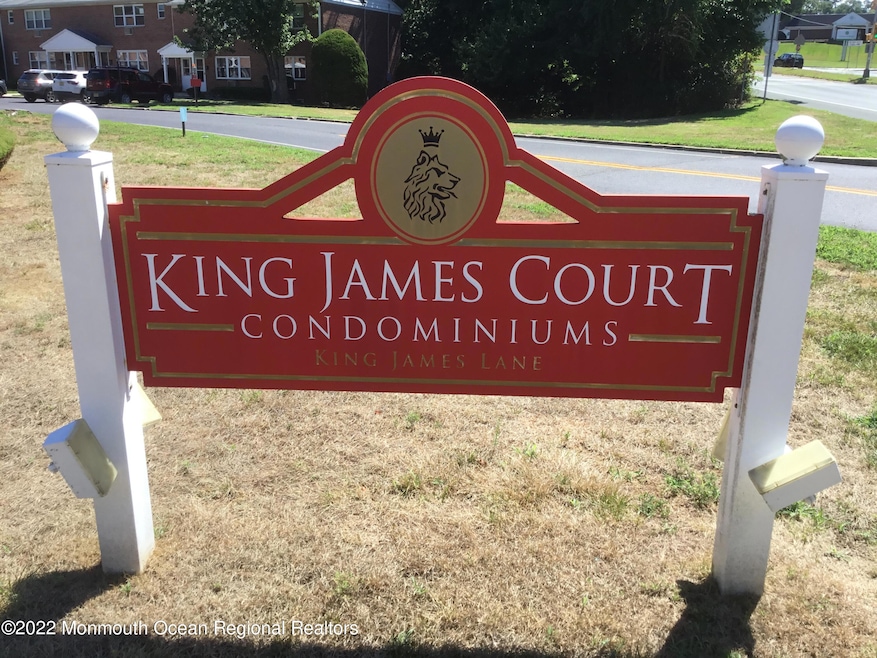 King James Court
Condominiums
King James Lane
©2022 Monmouth Ocean Regional Realtors